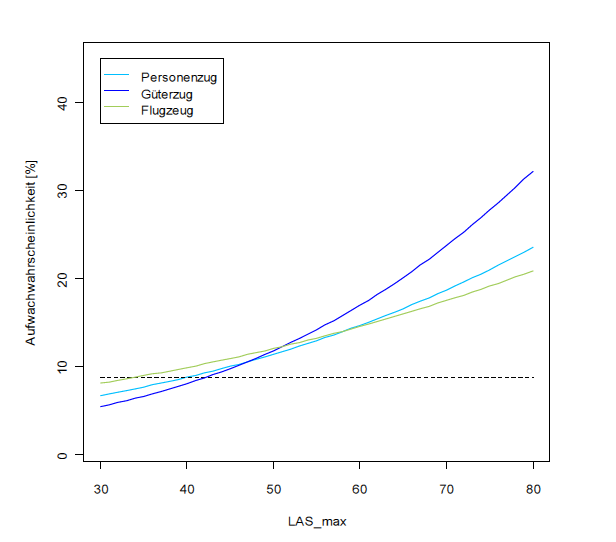 Personenzug
Güterzug
Flugzeug
Aufwachwahrscheinlichkeit [%]
40
30
20
10
0
30 40 50 60 70 80
LAS_max